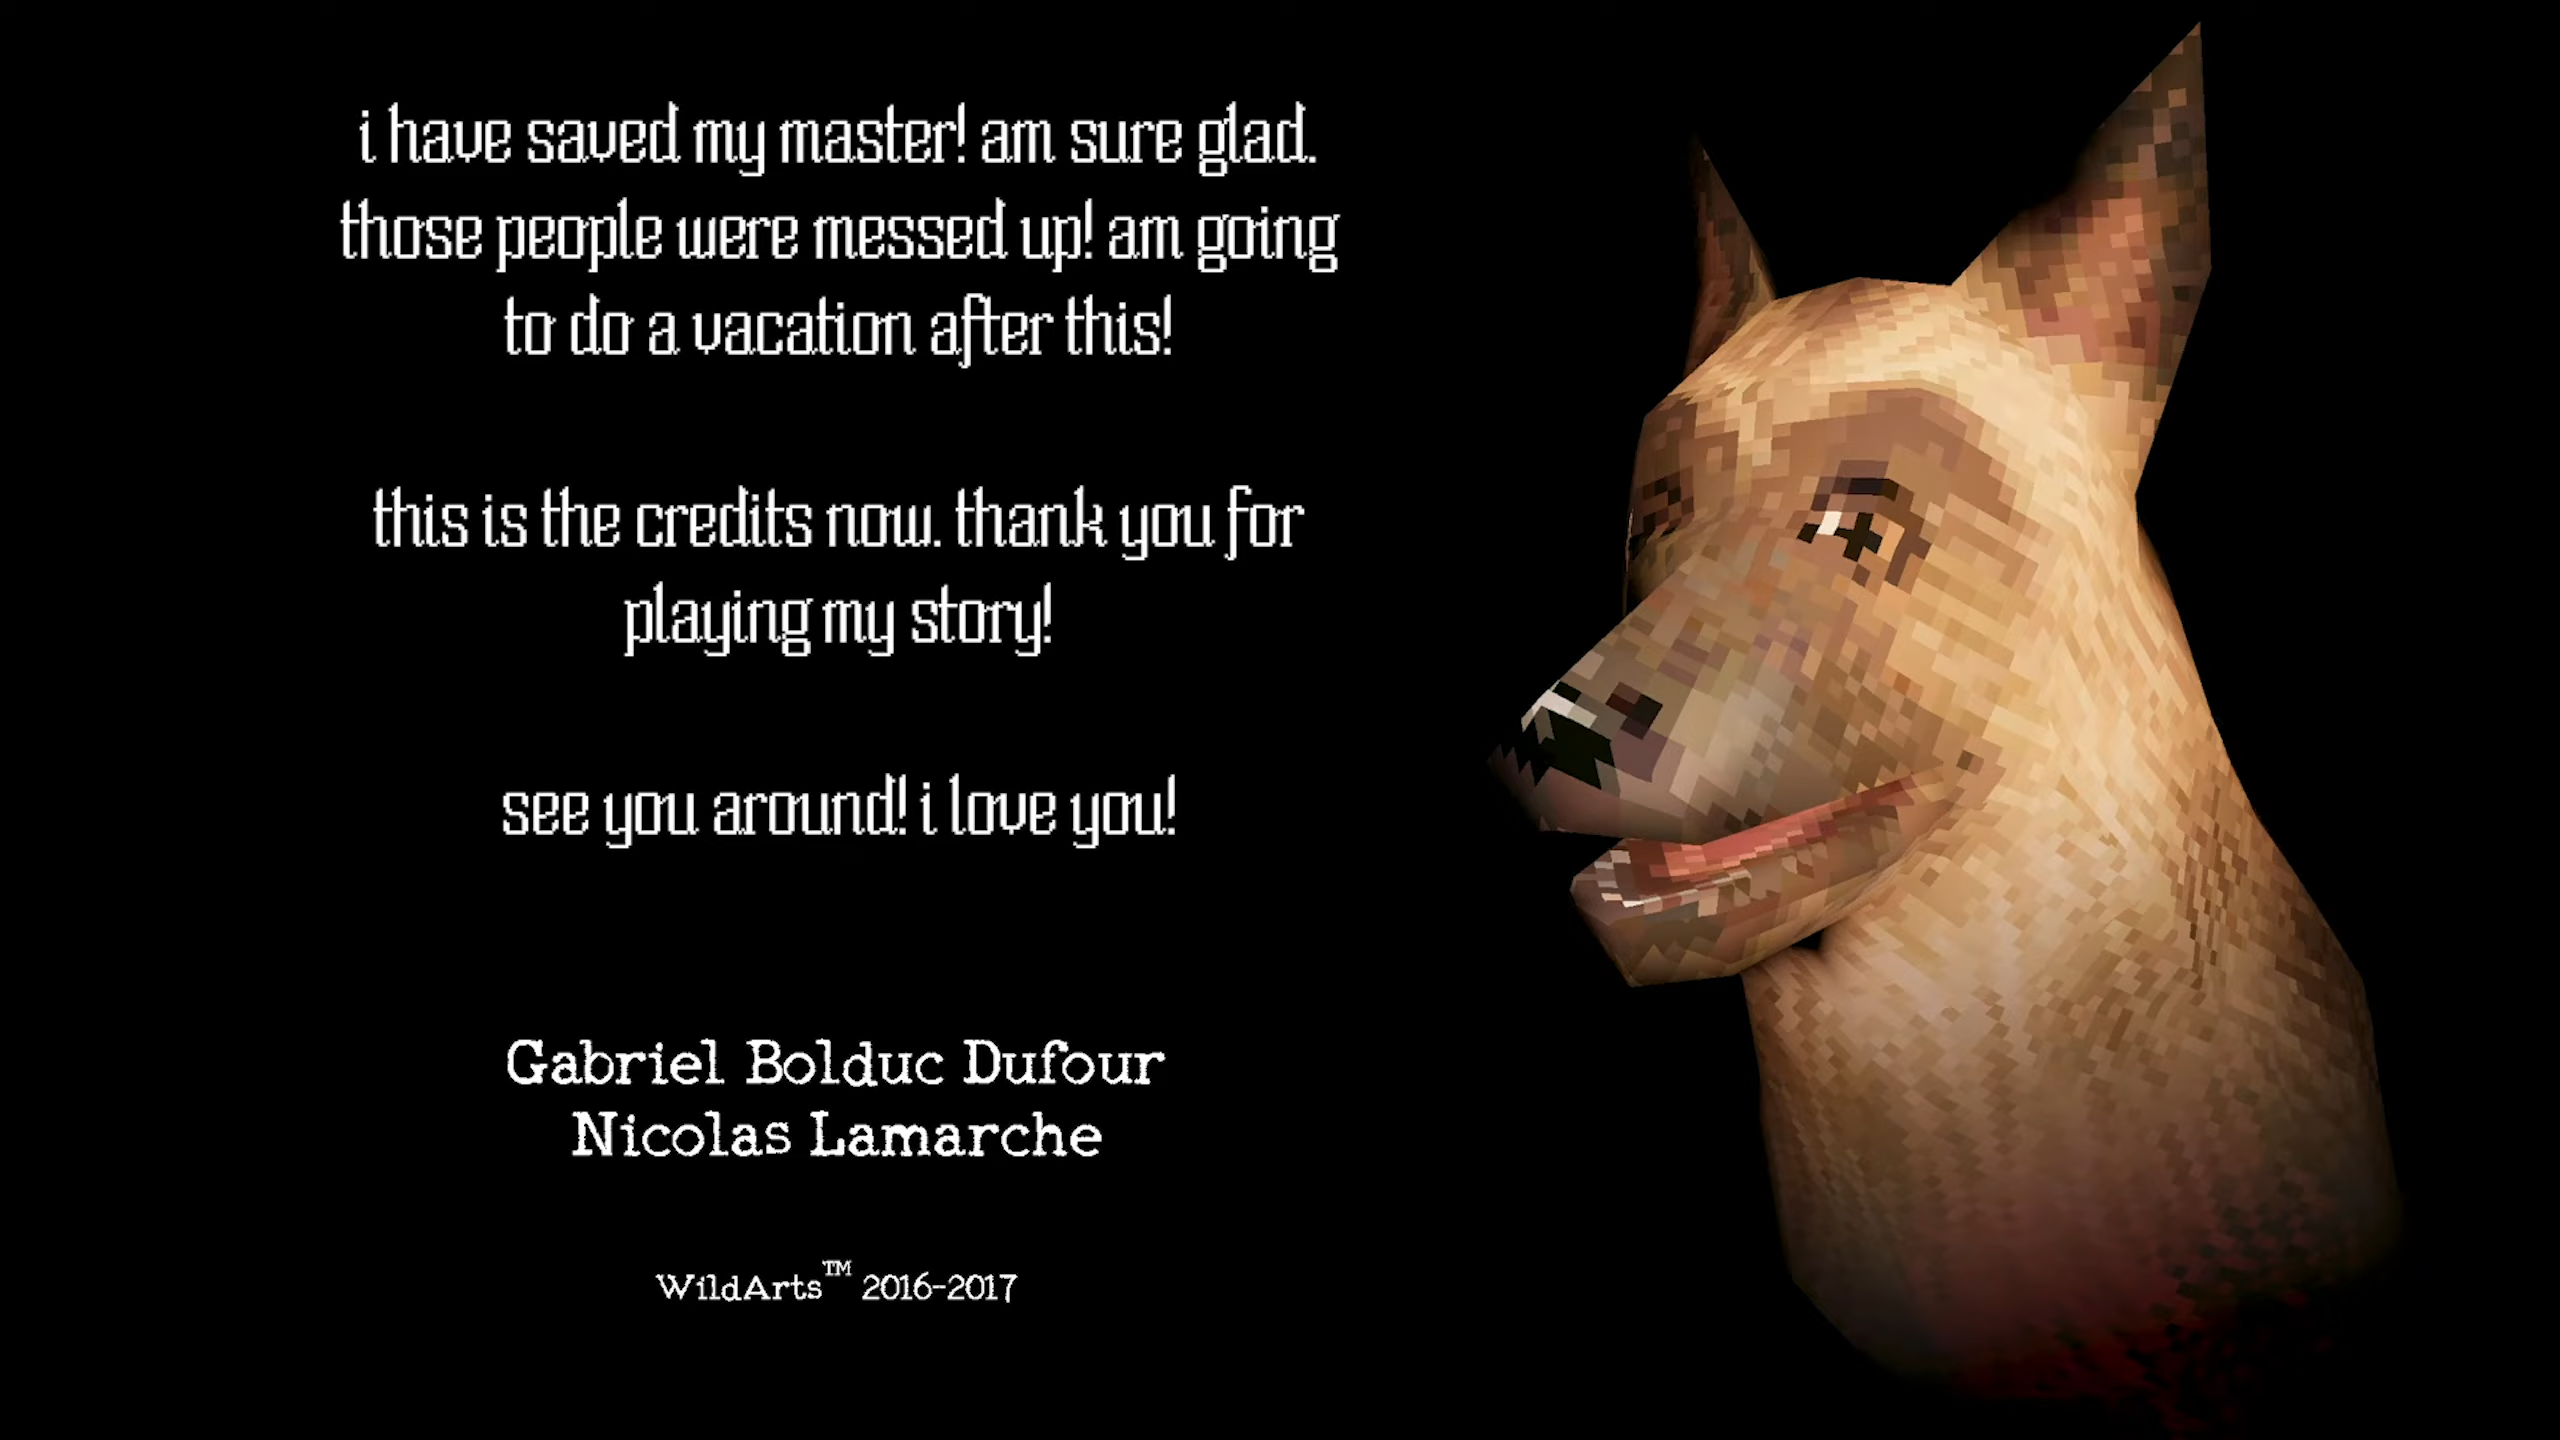 i have saved my master! am sure glad.
those people were messed up! am going
to do a vacation after this!
this is the credits now. thank you for
playing my story!
see you around! i love you!
Gabriel Bolduc Dufour
Nicolas Lamarche
WildArts™ 2016-2017